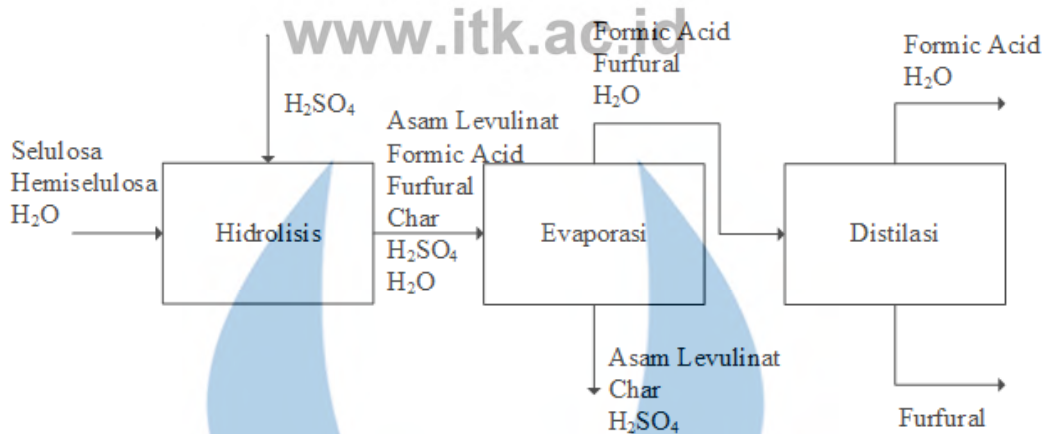 www.itk.ac.id
H₂SO₄
Selulosa
Hemiselulosa
H₂O
Hidrolisis
Asam Levulinat
Formic Acid
Furfural
Char
H₂SO₄
H₂O
Formic Acid
Furfural
H₂O
Evaporasi
Asam Levulinat
Char
H₂SO₄
Distilasi
Formic Acid
H₂O
Furfural